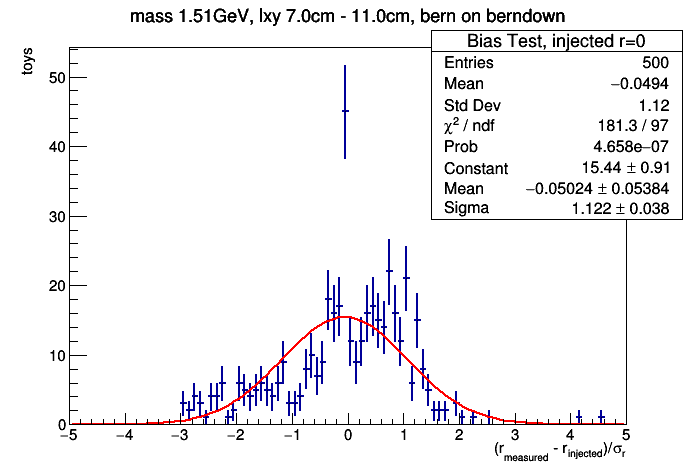 mass 1.51GeV, lxy 7.0cm - 11.0cm, bern on berndown
Bias Test, injected r=0
Entries 500
Mean −0.0494
Std Dev 1.12
χ² / ndf 181.3 / 97
Prob 4.658e−07
Constant 15.44 ± 0.91
Mean −0.05024 ± 0.05384
Sigma 1.122 ± 0.038
toys
50
40
30
20
10
0
−5 −4 −3 −2 −1 0 1 2 3 4 5
(r_measured - r_injected)/σ_r